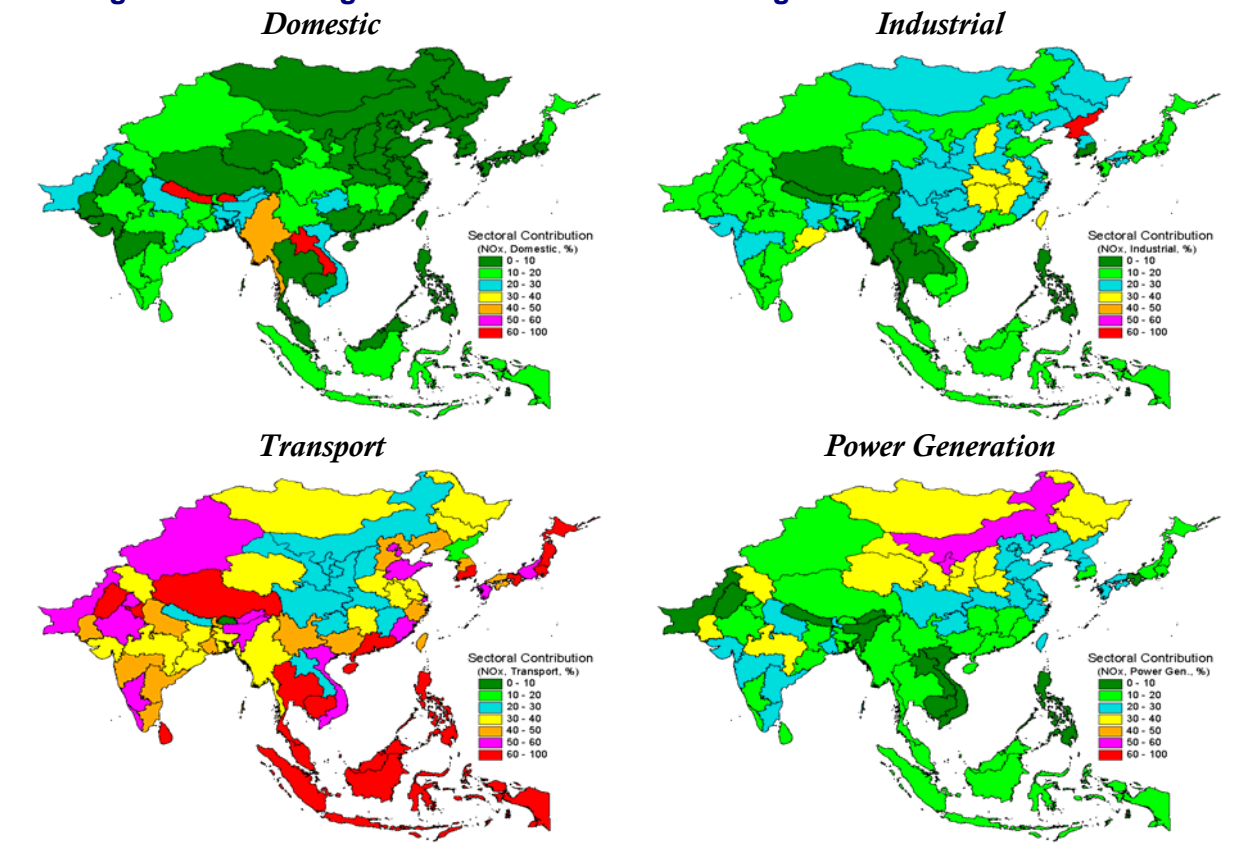 Domestic
Industrial
Sectoral Contribution
(NOx, Domestic, %)
0 - 10
10 - 20
20 - 30
30 - 40
40 - 50
50 - 60
60 - 100
Sectoral Contribution
(NOx, Industrial, %)
0 - 10
10 - 20
20 - 30
30 - 40
40 - 50
50 - 60
60 - 100
Transport
Power Generation
Sectoral Contribution
(NOx, Transport, %)
0 - 10
10 - 20
20 - 30
30 - 40
40 - 50
50 - 60
60 - 100
Sectoral Contribution
(NOx, Power Gen., %)
0 - 10
10 - 20
20 - 30
30 - 40
40 - 50
50 - 60
60 - 100